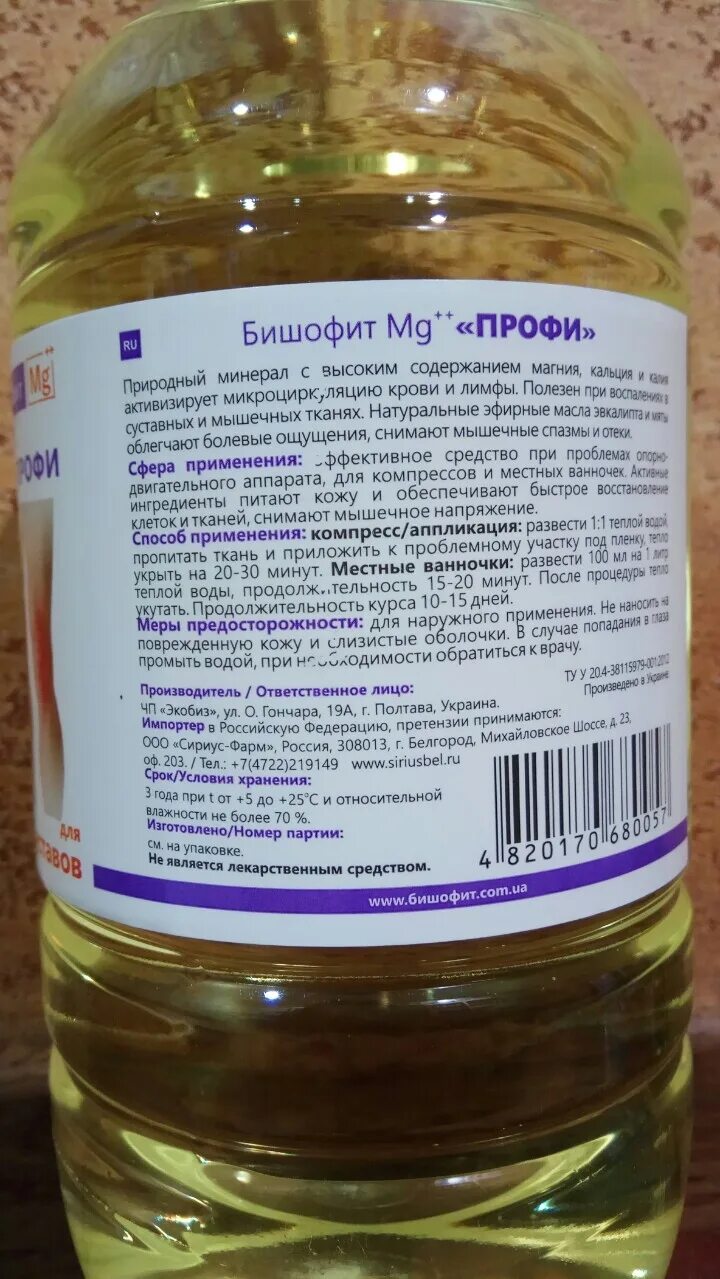 RU
Бишофит Mg++ «ПРОФИ»
Mg++
ПРОФИ
для
Природный минерал с высоким содержанием магния, кальция и калия
активизирует микроциркуляцию крови и лимфы. Полезен при воспалениях в
суставных и мышечных тканях. Натуральные эфирные масла эвкалипта и мяты
облегчают болевые ощущения, снимают мышечные спазмы и отеки.
Сфера применения: эффективное средство при проблемах опорно-
двигательного аппарата, для компрессов и местных ванночек. Активные
ингредиенты питают кожу и обеспечивают быстрое восстановление
клеток и тканей, снимают мышечное напряжение.
Способ применения: компресс/аппликация: развести 1:1 теплой водой,
пропитать ткань и приложить к проблемному участку под пленку, тепло
укрыть на 20-30 минут. Местные ванночки: развести 100 мл на 1 литр
теплой воды, продолжительность 15-20 минут. После процедуры тепло
укутать. Продолжительность курса 10-15 дней.
Меры предосторожности: для наружного применения. Не наносить на
поврежденную кожу и слизистые оболочки. В случае попадания в глаза
промыть водой, при необходимости обратиться к врачу.
ТУ У 20.4-38115979-001:2012
Произведено в Украине
Производитель / Ответственное лицо:
ЧП «Экобиз», ул. О. Гончара, 19А, г. Полтава, Украина.
Импортер в Российскую Федерацию, претензии принимаются:
ООО «Сириус-Фарм», Россия, 308013, г. Белгород, Михайловское Шоссе, д. 23,
оф. 203. / Тел.: +7(4722)219149 www.siriusbel.ru
Срок/Условия хранения:
3 года при t от +5 до +25°C и относительной
влажности не более 70 %.
Изготовлено/Номер партии:
см. на упаковке.
Не является лекарственным средством.
4 820170 680057
www.бишофит.com.ua